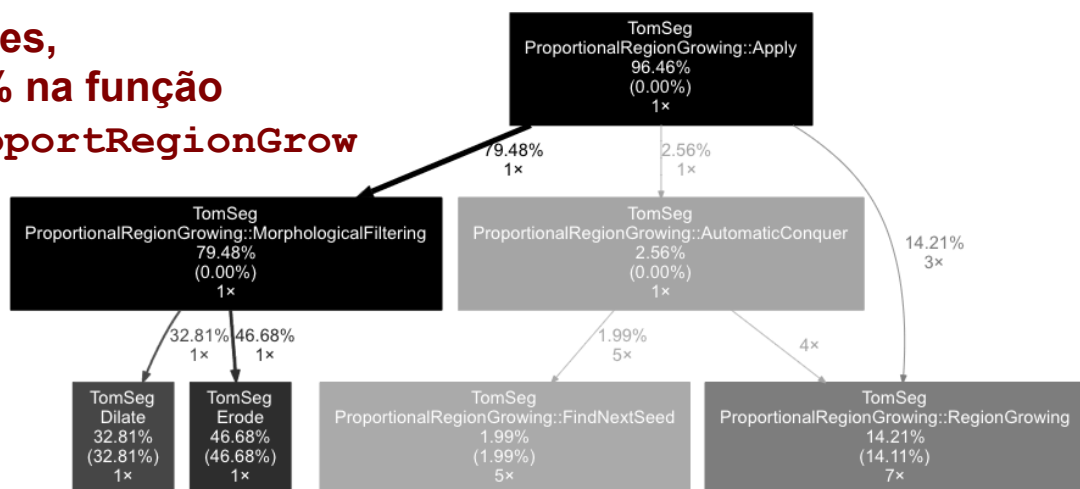 es,
% na função
portRegionGrow
TomSeg
ProportionalRegionGrowing::Apply
96.46%
(0.00%)
1×
79.48%
1×
2.56%
1×
14.21%
3×
TomSeg
ProportionalRegionGrowing::MorphologicalFiltering
79.48%
(0.00%)
1×
TomSeg
ProportionalRegionGrowing::AutomaticConquer
2.56%
(0.00%)
1×
32.81%
1×
46.68%
1×
1.99%
5×
4×
TomSeg
Dilate
32.81%
(32.81%)
1×
TomSeg
Erode
46.68%
(46.68%)
1×
TomSeg
ProportionalRegionGrowing::FindNextSeed
1.99%
(1.99%)
5×
TomSeg
ProportionalRegionGrowing::RegionGrowing
14.21%
(14.11%)
7×